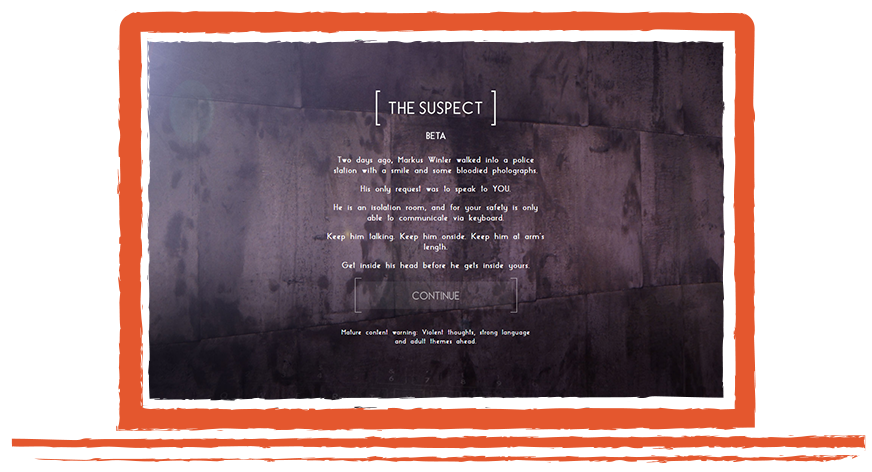 [ THE SUSPECT ]
BETA
Two days ago, Markus Winter walked into a police
station with a smile and some bloodied photographs.
His only request was to speak to YOU.
He is an isolation room, and for your safety is only
able to communicate via keyboard.
Keep him talking. Keep him onside. Keep him at arm's
length.
Get inside his head before he gets inside yours.
[ CONTINUE ]
Mature content warning: Violent thoughts, strong language
and adult themes ahead.